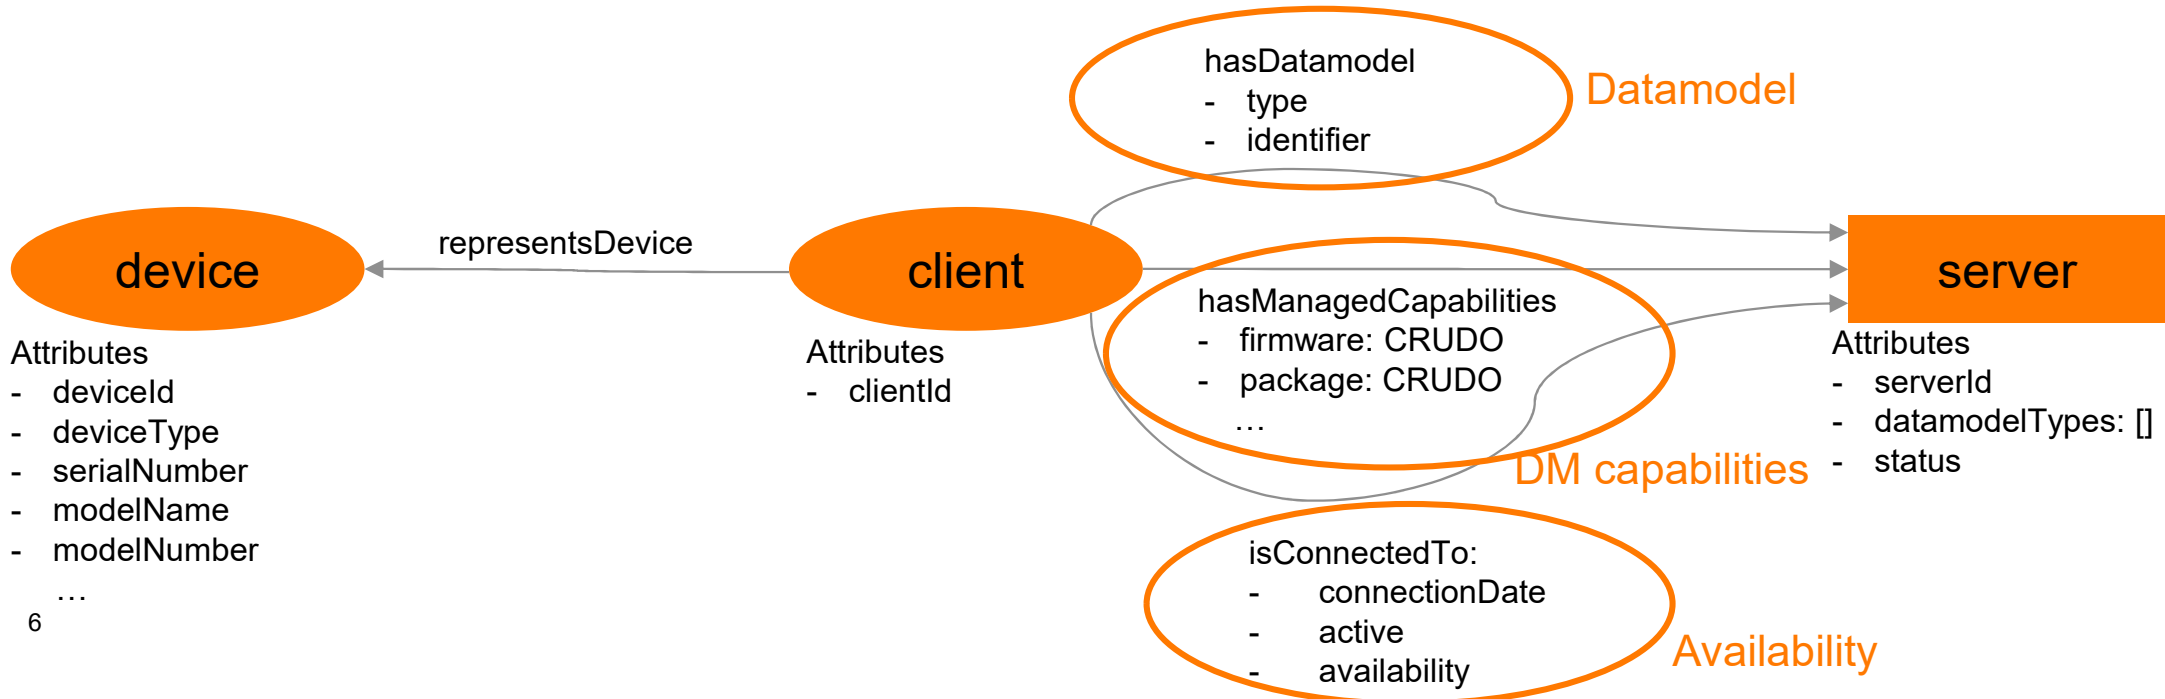 hasDatamodel
- type
- identifier
Datamodel
representsDevice
device
client
server
Attributes
- deviceId
- deviceType
- serialNumber
- modelName
- modelNumber
…
Attributes
- clientId
hasManagedCapabilities
- firmware: CRUDO
- package: CRUDO
…
DM capabilities
Attributes
- serverId
- datamodelTypes: []
- status
isConnectedTo:
- connectionDate
- active
- availability
Availability
6